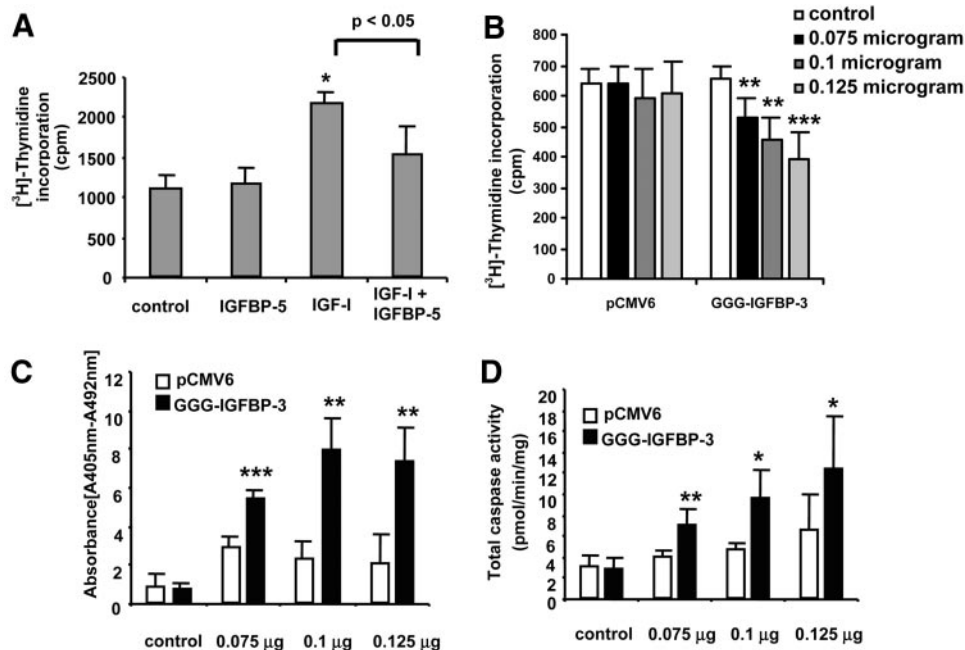 A
p < 0.05
[³H]-Thymidine
incorporation
(cpm)
2500
2000
1500
1000
500
0
*
control
IGFBP-5
IGF-I
IGF-I +
IGFBP-5
B
control
0.075 microgram
0.1 microgram
0.125 microgram
[³H]-Thymidine incorporation
(cpm)
800
700
600
500
400
300
200
100
0
**
**
***
pCMV6
GGG-IGFBP-3
C
pCMV6
GGG-IGFBP-3
Absorbance[A405nm-A492nm]
12
10
8
6
4
2
0
***
**
**
control
0.075 μg
0.1 μg
0.125 μg
D
pCMV6
GGG-IGFBP-3
Total caspase activity
(pmol/min/mg)
20
18
16
14
12
10
8
6
4
2
0
**
*
*
control
0.075 μg
0.1 μg
0.125 μg